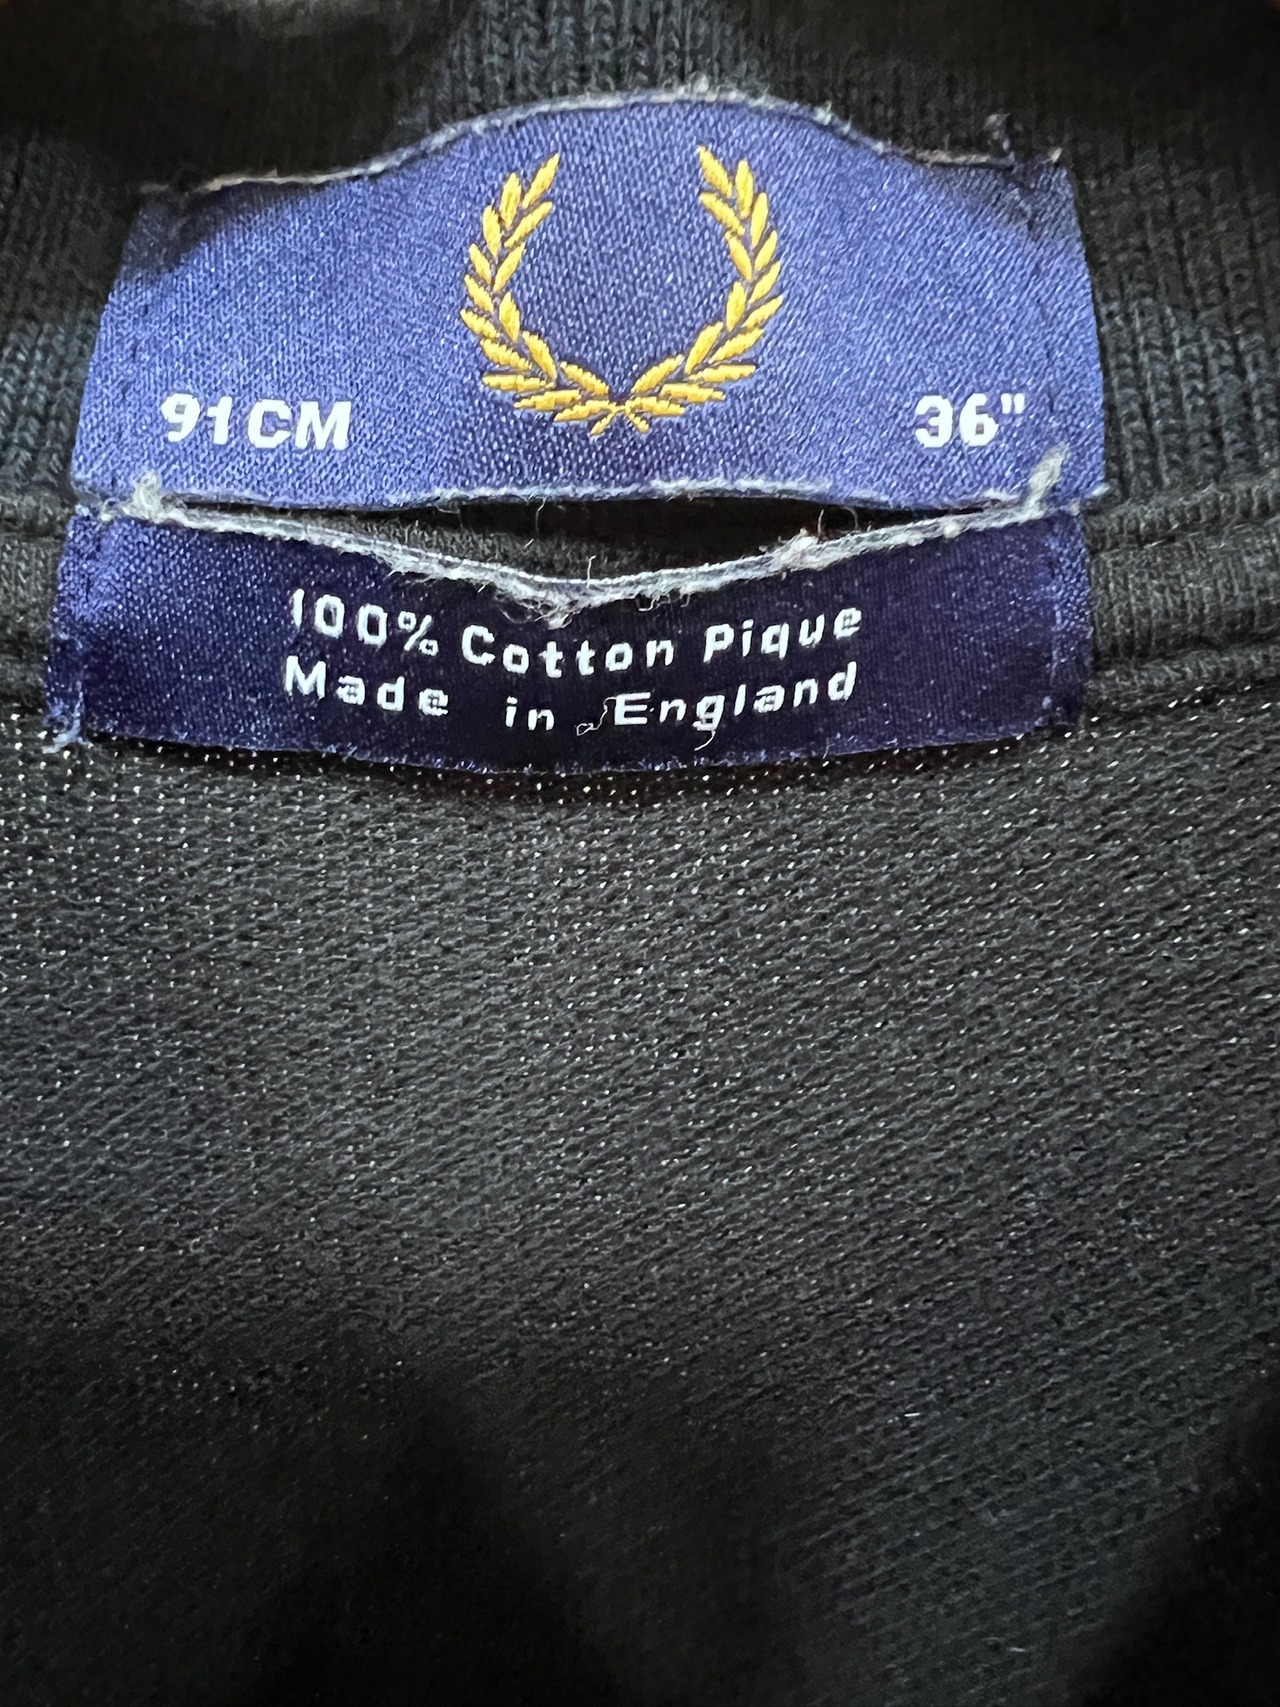 91CM 36"
100% Cotton Pique
Made in England